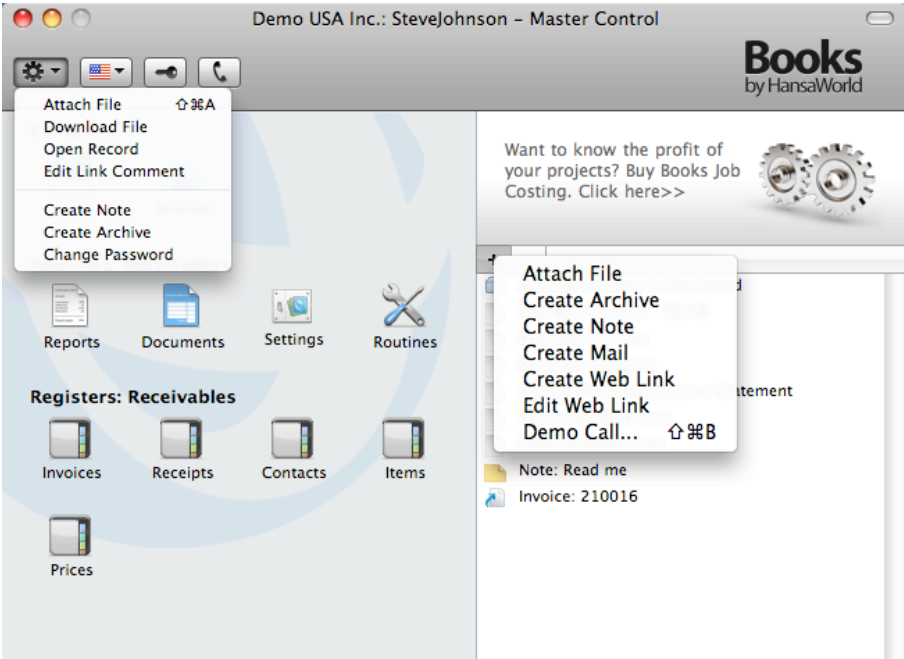 Demo USA Inc.: SteveJohnson – Master Control
Books
by HansaWorld
Attach File ⇧⌘A
Download File
Open Record
Edit Link Comment
Create Note
Create Archive
Change Password
Want to know the profit of
your projects? Buy Books Job
Costing. Click here>>
Attach File
Create Archive
Create Note
Create Mail
Create Web Link
Edit Web Link
Demo Call... ⇧⌘B
Reports
Documents
Settings
Routines
Registers: Receivables
Invoices
Receipts
Contacts
Items
Prices
Note: Read me
Invoice: 210016